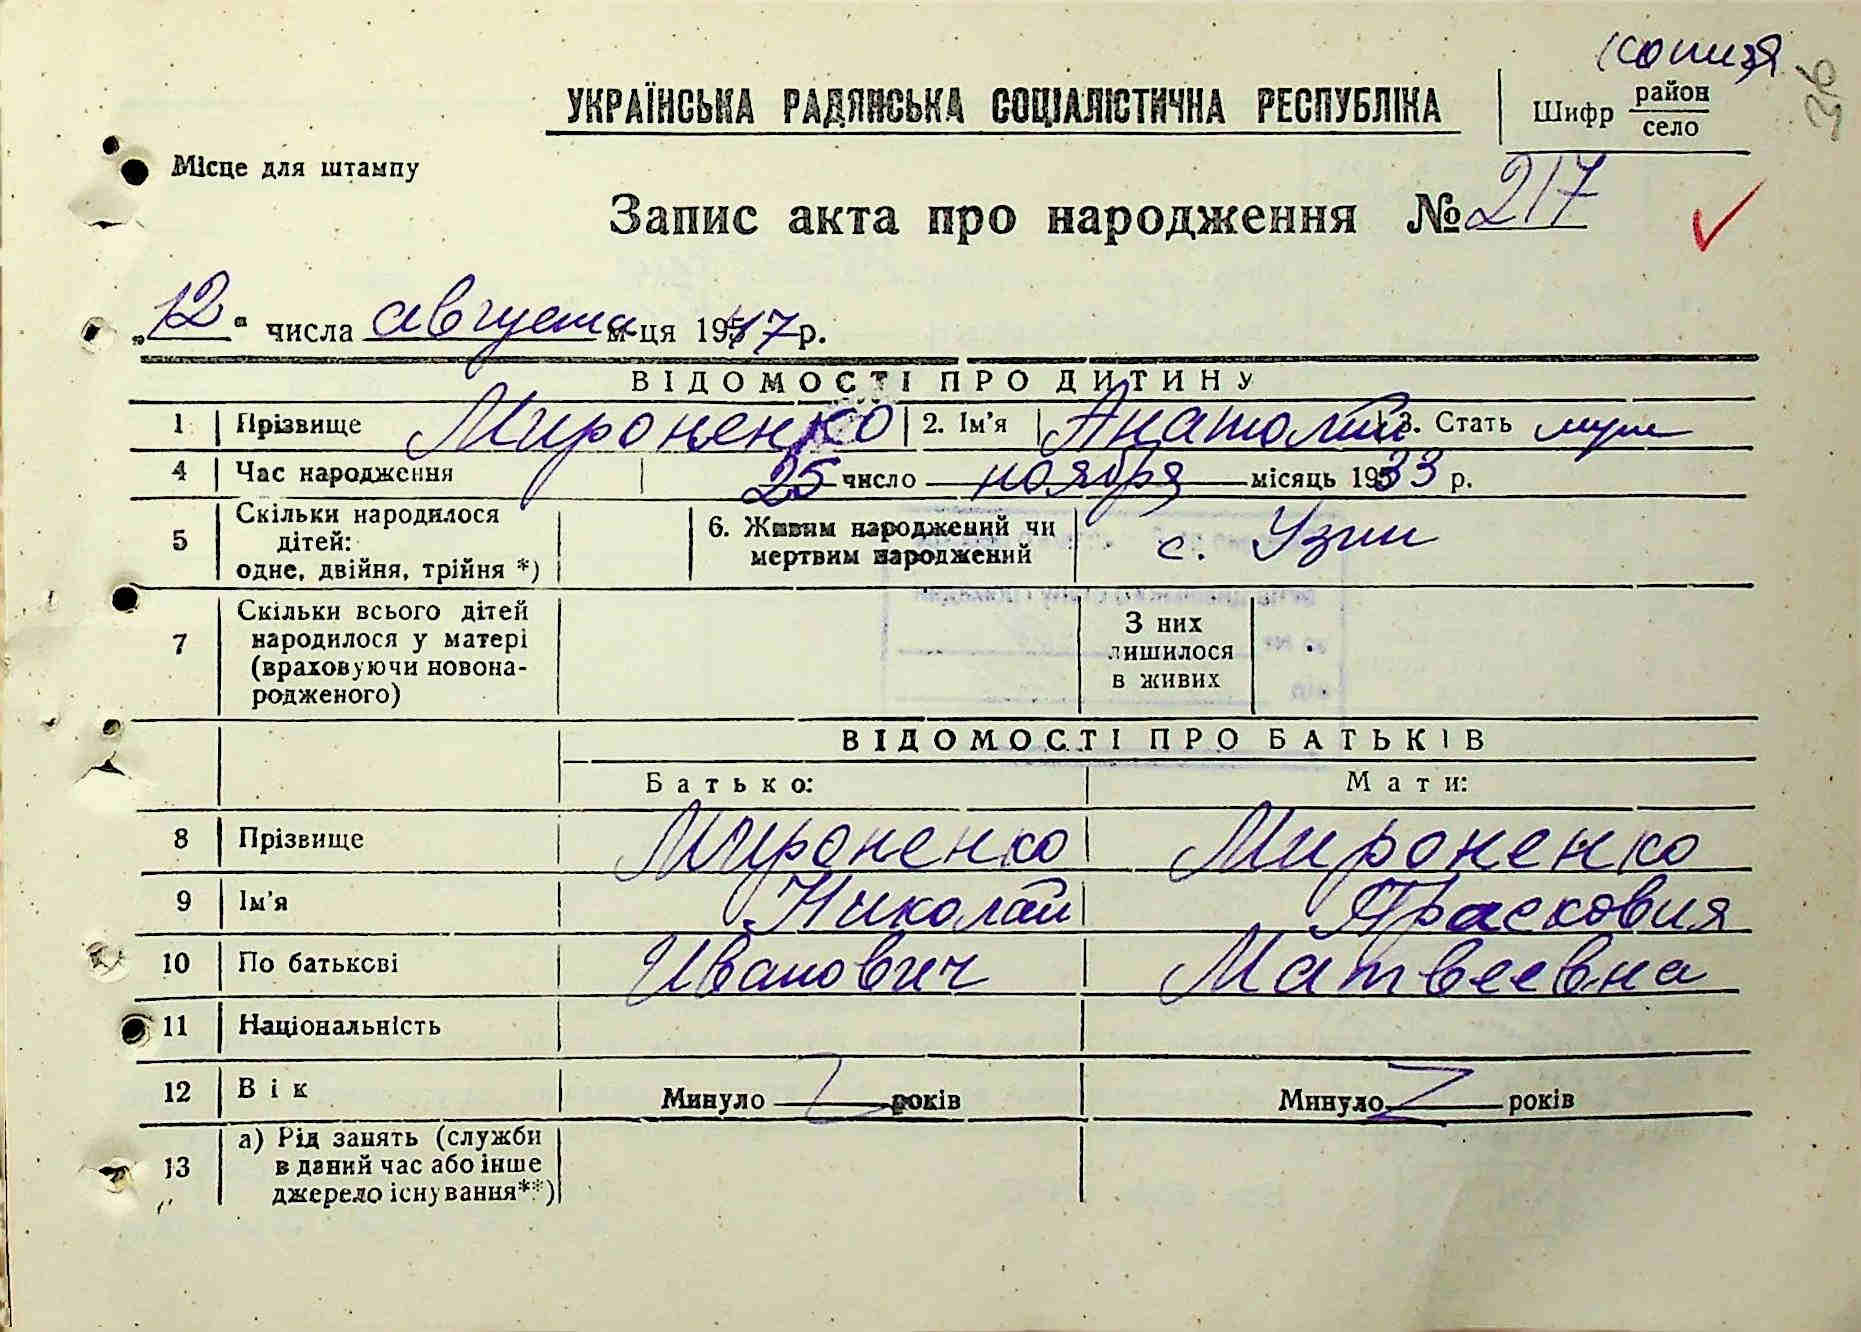 (копия
36
УКРАЇНСЬКА РАДЯНСЬКА СОЦІАЛІСТИЧНА РЕСПУБЛІКА
Шифр район
село
Місце для штампу
Запис акта про народження № 217
„12" числа августа м-ця 1947 р.
ВІДОМОСТІ ПРО ДИТИНУ
1 Прізвище Мироненко 2. Ім'я Анатолий 3. Стать муж
4 Час народження 25 число ноября місяць 1933 р.
5 Скільки народилося дітей: одне, двійня, трійня *) 6. Живим народжений чи мертвим народжений с. Узин
7 Скільки всього дітей народилося у матері (враховуючи новонародженого) З них лишилося в живих
ВІДОМОСТІ ПРО БАТЬКІВ
Батько: Мати:
8 Прізвище Мироненко Мироненко
9 Ім'я Николай Прасковия
10 По батькові Иванович Матвеевна
11 Національність
12 Вік Минуло років Минуло років
13 а) Рід занять (служби в даний час або інше джерело існування**)